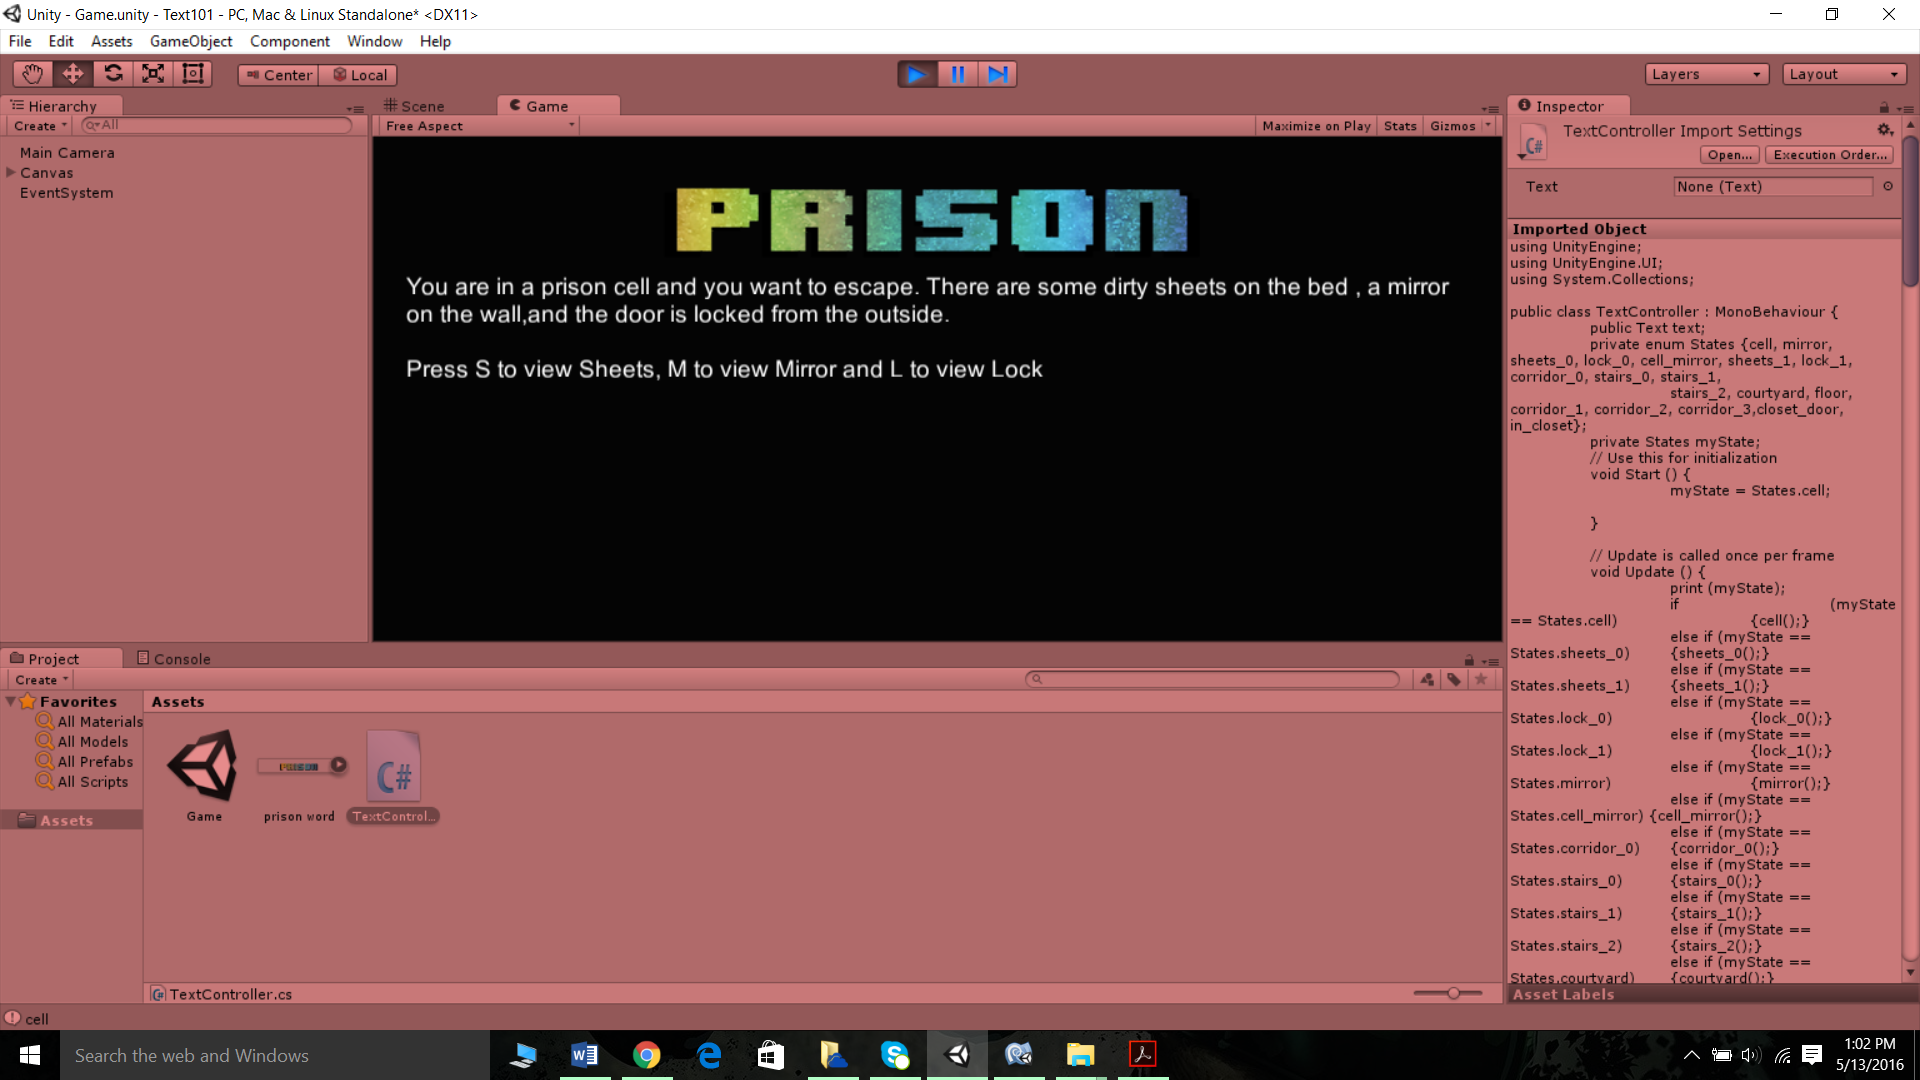 Unity - Game.unity - Text101 - PC, Mac & Linux Standalone* <DX11>
File Edit Assets GameObject Component Window Help
Center Local
Layers Layout
Hierarchy
Create All
Main Camera
Canvas
EventSystem
Scene Game
Free Aspect Maximize on Play Stats Gizmos
PRISON
You are in a prison cell and you want to escape. There are some dirty sheets on the bed , a mirror
on the wall,and the door is locked from the outside.
Press S to view Sheets, M to view Mirror and L to view Lock
Inspector
TextController Import Settings
Open... Execution Order...
Text None (Text)
Imported Object
using UnityEngine;
using UnityEngine.UI;
using System.Collections;
public class TextController : MonoBehaviour {
public Text text;
private enum States {cell, mirror,
sheets_0, lock_0, cell_mirror, sheets_1, lock_1,
corridor_0, stairs_0, stairs_1,
stairs_2, courtyard, floor,
corridor_1, corridor_2, corridor_3,closet_door,
in_closet};
private States myState;
// Use this for initialization
void Start () {
myState = States.cell;
}
// Update is called once per frame
void Update () {
print (myState);
if (myState
== States.cell) {cell();}
else if (myState ==
States.sheets_0) {sheets_0();}
else if (myState ==
States.sheets_1) {sheets_1();}
else if (myState ==
States.lock_0) {lock_0();}
else if (myState ==
States.lock_1) {lock_1();}
else if (myState ==
States.mirror) {mirror();}
else if (myState ==
States.cell_mirror) {cell_mirror();}
else if (myState ==
States.corridor_0) {corridor_0();}
else if (myState ==
States.stairs_0) {stairs_0();}
else if (myState ==
States.stairs_1) {stairs_1();}
else if (myState ==
States.stairs_2) {stairs_2();}
else if (myState ==
States.courtyard) {courtyard();}
Asset Labels
Project Console
Create
Favorites
All Materials
All Models
All Prefabs
All Scripts
Assets
Assets
PRISON
C#
Game prison word TextControl...
TextController.cs
cell
Search the web and Windows
1:02 PM
5/13/2016